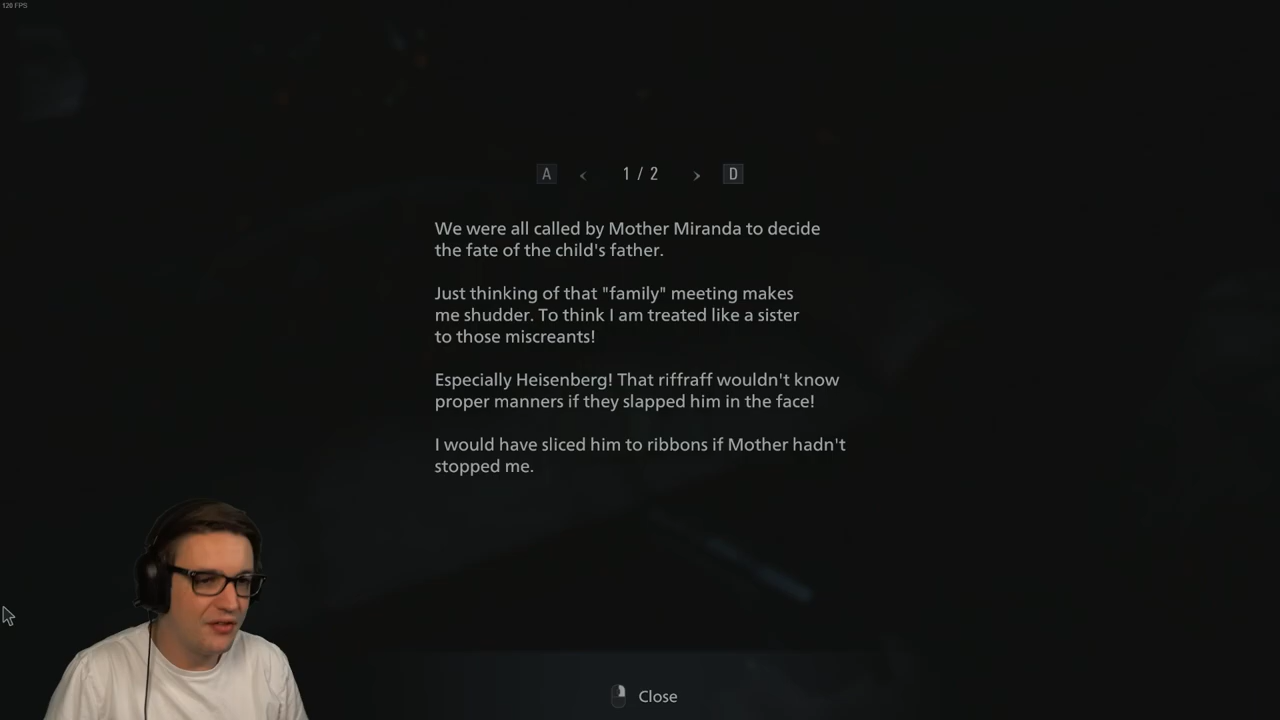 120 FPS
A < 1 / 2 > D
We were all called by Mother Miranda to decide
the fate of the child's father.
Just thinking of that "family" meeting makes
me shudder. To think I am treated like a sister
to those miscreants!
Especially Heisenberg! That riffraff wouldn't know
proper manners if they slapped him in the face!
I would have sliced him to ribbons if Mother hadn't
stopped me.
Close